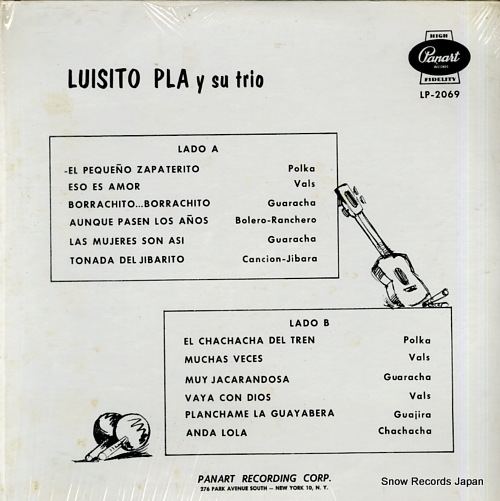 HIGH
Panart
RECORDS
FIDELITY
LP-2069
LUISITO PLA y su trio
LADO A
-EL PEQUEÑO ZAPATERITO Polka
ESO ES AMOR Vals
BORRACHITO...BORRACHITO Guaracha
AUNQUE PASEN LOS AÑOS Bolero-Ranchero
LAS MUJERES SON ASI Guaracha
TONADA DEL JIBARITO Cancion-Jibara
LADO B
EL CHACHACHA DEL TREN Polka
MUCHAS VECES Vals
MUY JACARANDOSA Guaracha
VAYA CON DIOS Vals
PLANCHAME LA GUAYABERA Guajira
ANDA LOLA Chachacha
PANART RECORDING CORP.
276 PARK AVENUE SOUTH — NEW YORK 10, N. Y.
Snow Records Japan